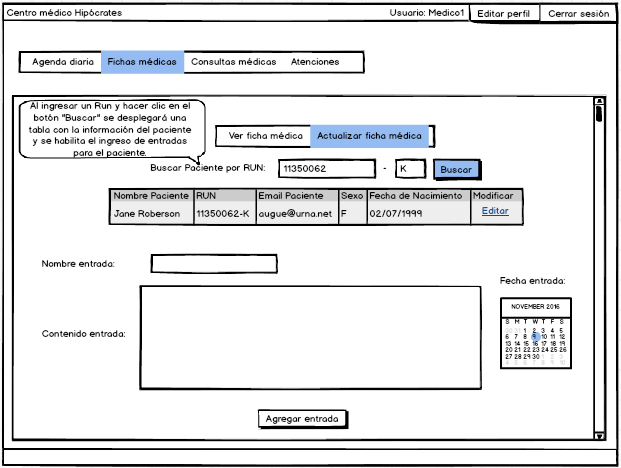 Centro médico Hipócrates
Usuario: Medico1
Editar perfil
Cerrar sesión
Agenda diaria
Fichas médicas
Consultas médicas
Atenciones
Al ingresar un Run y hacer clic en el
botón "Buscar" se desplegará una
tabla con la información del paciente
y se habilita el ingreso de entradas
para el paciente.
Ver ficha médica
Actualizar ficha médica
Buscar Paciente por RUN:
11350062
-
K
Buscar
Nombre Paciente RUN Email Paciente Sexo Fecha de Nacimiento Modificar
Jane Roberson 11350062-K augue@urna.net F 02/07/1999 Editar
Nombre entrada:
Fecha entrada:
Contenido entrada:
NOVEMBER 2016
S M T W T F S
30 31 1 2 3 4 5
6 7 8 9 10 11 12
13 14 15 16 17 18 19
20 21 22 23 24 25 26
27 28 29 30
Agregar entrada